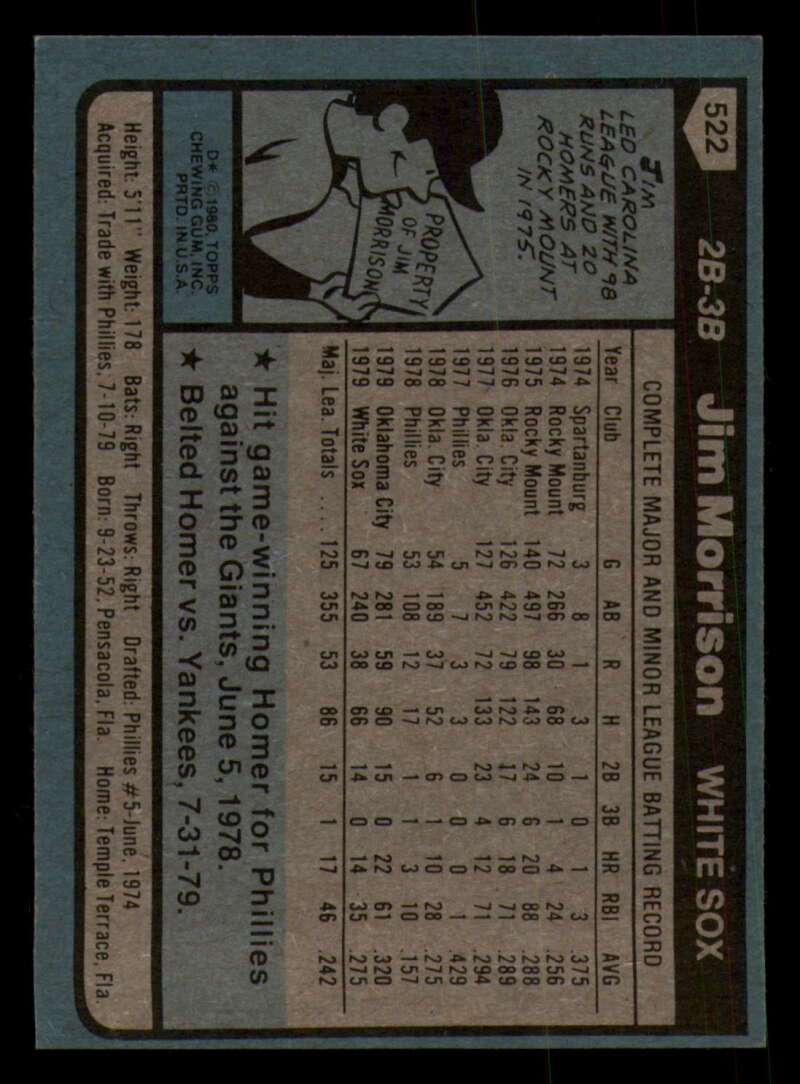 522 2B-3B Jim Morrison WHITE SOX
JIM
LED CAROLINA
LEAGUE WITH 98
RUNS AND 20
HOMERS AT
ROCKY MOUNT
IN 1975.
PROPERTY
OF JIM
MORRISON
D* © 1980. TOPPS
CHEWING GUM, INC.
PRTD. IN U.S.A.
COMPLETE MAJOR AND MINOR LEAGUE BATTING RECORD
Year Club G AB R H 2B 3B HR RBI AVG
1974 Spartanburg 3 8 1 3 1 0 1 3 .375
1974 Rocky Mount 72 266 30 68 10 1 4 24 .256
1975 Rocky Mount 140 497 98 143 24 6 20 88 .288
1976 Okla. City 126 422 79 122 17 6 18 71 .289
1977 Okla City 127 452 72 133 23 4 12 71 .294
1977 Phillies 5 7 3 3 0 0 0 1 .429
1978 Okla. City 54 189 37 52 6 1 10 28 .275
1978 Phillies 53 108 12 17 1 1 3 10 .157
1979 Oklahoma City 79 281 59 90 15 0 22 61 .320
1979 White Sox 67 240 38 66 14 0 14 35 .275
Maj. Lea. Totals .... 125 355 53 86 15 1 17 46 .242
★ Hit game-winning Homer for Phillies
against the Giants, June 5, 1978.
★ Belted Homer vs. Yankees, 7-31-79.
Height: 5'11" Weight: 178 Bats: Right Throws: Right Drafted: Phillies #5-June, 1974
Acquired: Trade with Phillies, 7-10-79 Born: 9-23-52, Pensacola, Fla. Home: Temple Terrace, Fla.